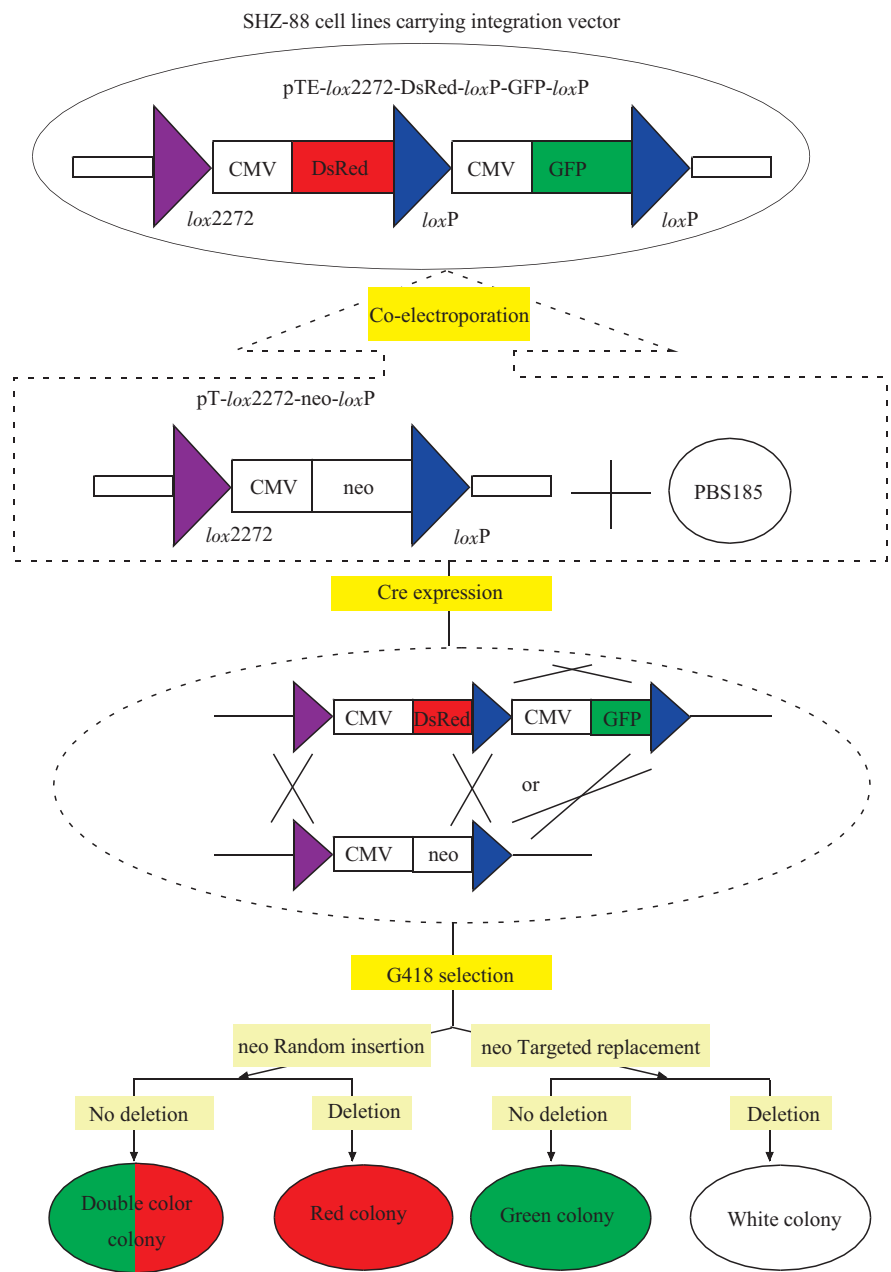 SHZ-88 cell lines carrying integration vector
pTE-lox2272-DsRed-loxP-GFP-loxP
CMV DsRed CMV GFP
lox2272 loxP loxP
Co-electroporation
pT-lox2272-neo-loxP
CMV neo PBS185
lox2272 loxP
Cre expression
CMV DsRed CMV GFP
or
CMV neo
G418 selection
neo Random insertion neo Targeted replacement
No deletion Deletion No deletion Deletion
Double color
colony
Red colony Green colony White colony